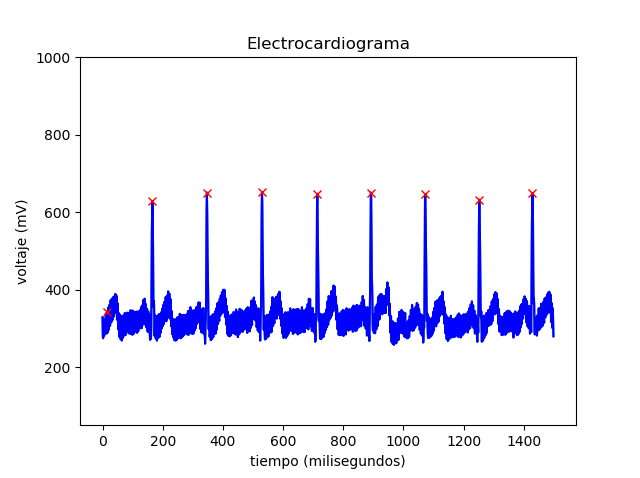 Electrocardiograma
1000
800
600
400
200
voltaje (mV)
0 200 400 600 800 1000 1200 1400
tiempo (milisegundos)